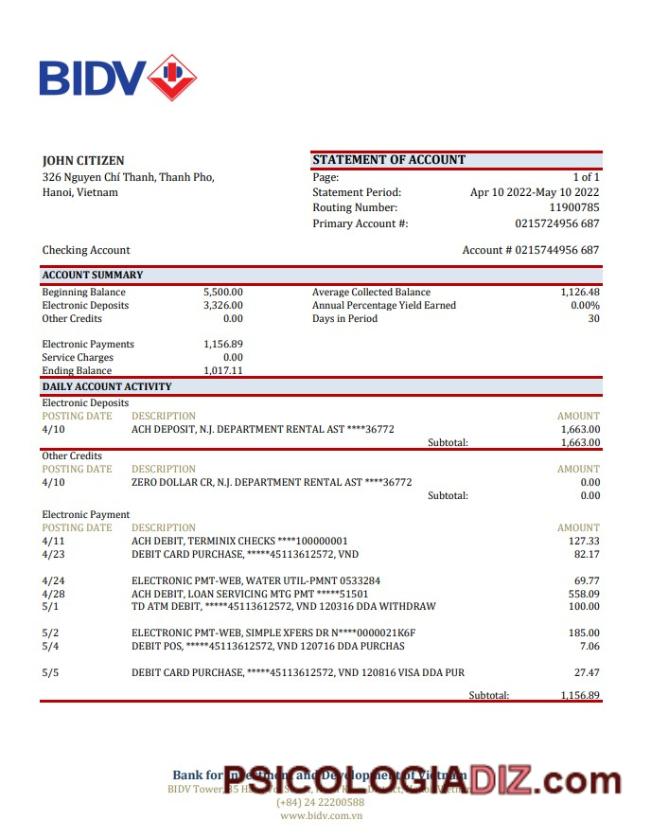 BIDV
JOHN CITIZEN
326 Nguyen Chí Thanh, Thanh Pho,
Hanoi, Vietnam
STATEMENT OF ACCOUNT
Page: 1 of 1
Statement Period: Apr 10 2022-May 10 2022
Routing Number: 11900785
Primary Account #: 0215724956 687
Checking Account Account # 0215744956 687
ACCOUNT SUMMARY
Beginning Balance 5,500.00 Average Collected Balance 1,126.48
Electronic Deposits 3,326.00 Annual Percentage Yield Earned 0.00%
Other Credits 0.00 Days in Period 30
Electronic Payments 1,156.89
Service Charges 0.00
Ending Balance 1,017.11
DAILY ACCOUNT ACTIVITY
Electronic Deposits
POSTING DATE DESCRIPTION AMOUNT
4/10 ACH DEPOSIT, N.J. DEPARTMENT RENTAL AST ****36772 1,663.00
Subtotal: 1,663.00
Other Credits
POSTING DATE DESCRIPTION AMOUNT
4/10 ZERO DOLLAR CR, N.J. DEPARTMENT RENTAL AST ****36772 0.00
Subtotal: 0.00
Electronic Payment
POSTING DATE DESCRIPTION AMOUNT
4/11 ACH DEBIT, TERMINIX CHECKS ****100000001 127.33
4/23 DEBIT CARD PURCHASE, *****45113612572, VND 82.17
4/24 ELECTRONIC PMT-WEB, WATER UTIL-PMNT 0533284 69.77
4/28 ACH DEBIT, LOAN SERVICING MTG PMT *****51501 558.09
5/1 TD ATM DEBIT, *****45113612572, VND 120316 DDA WITHDRAW 100.00
5/2 ELECTRONIC PMT-WEB, SIMPLE XFERS DR N****0000021K6F 185.00
5/4 DEBIT POS, *****45113612572, VND 120716 DDA PURCHAS 7.06
5/5 DEBIT CARD PURCHASE, *****45113612572, VND 120816 VISA DDA PUR 27.47
Subtotal: 1,156.89
Bank for Investment and Development of Vietnam
PSICOLOGIADIZ.com
BIDV Tower, 35
(+84) 24 22200588
www.bidv.com.vn